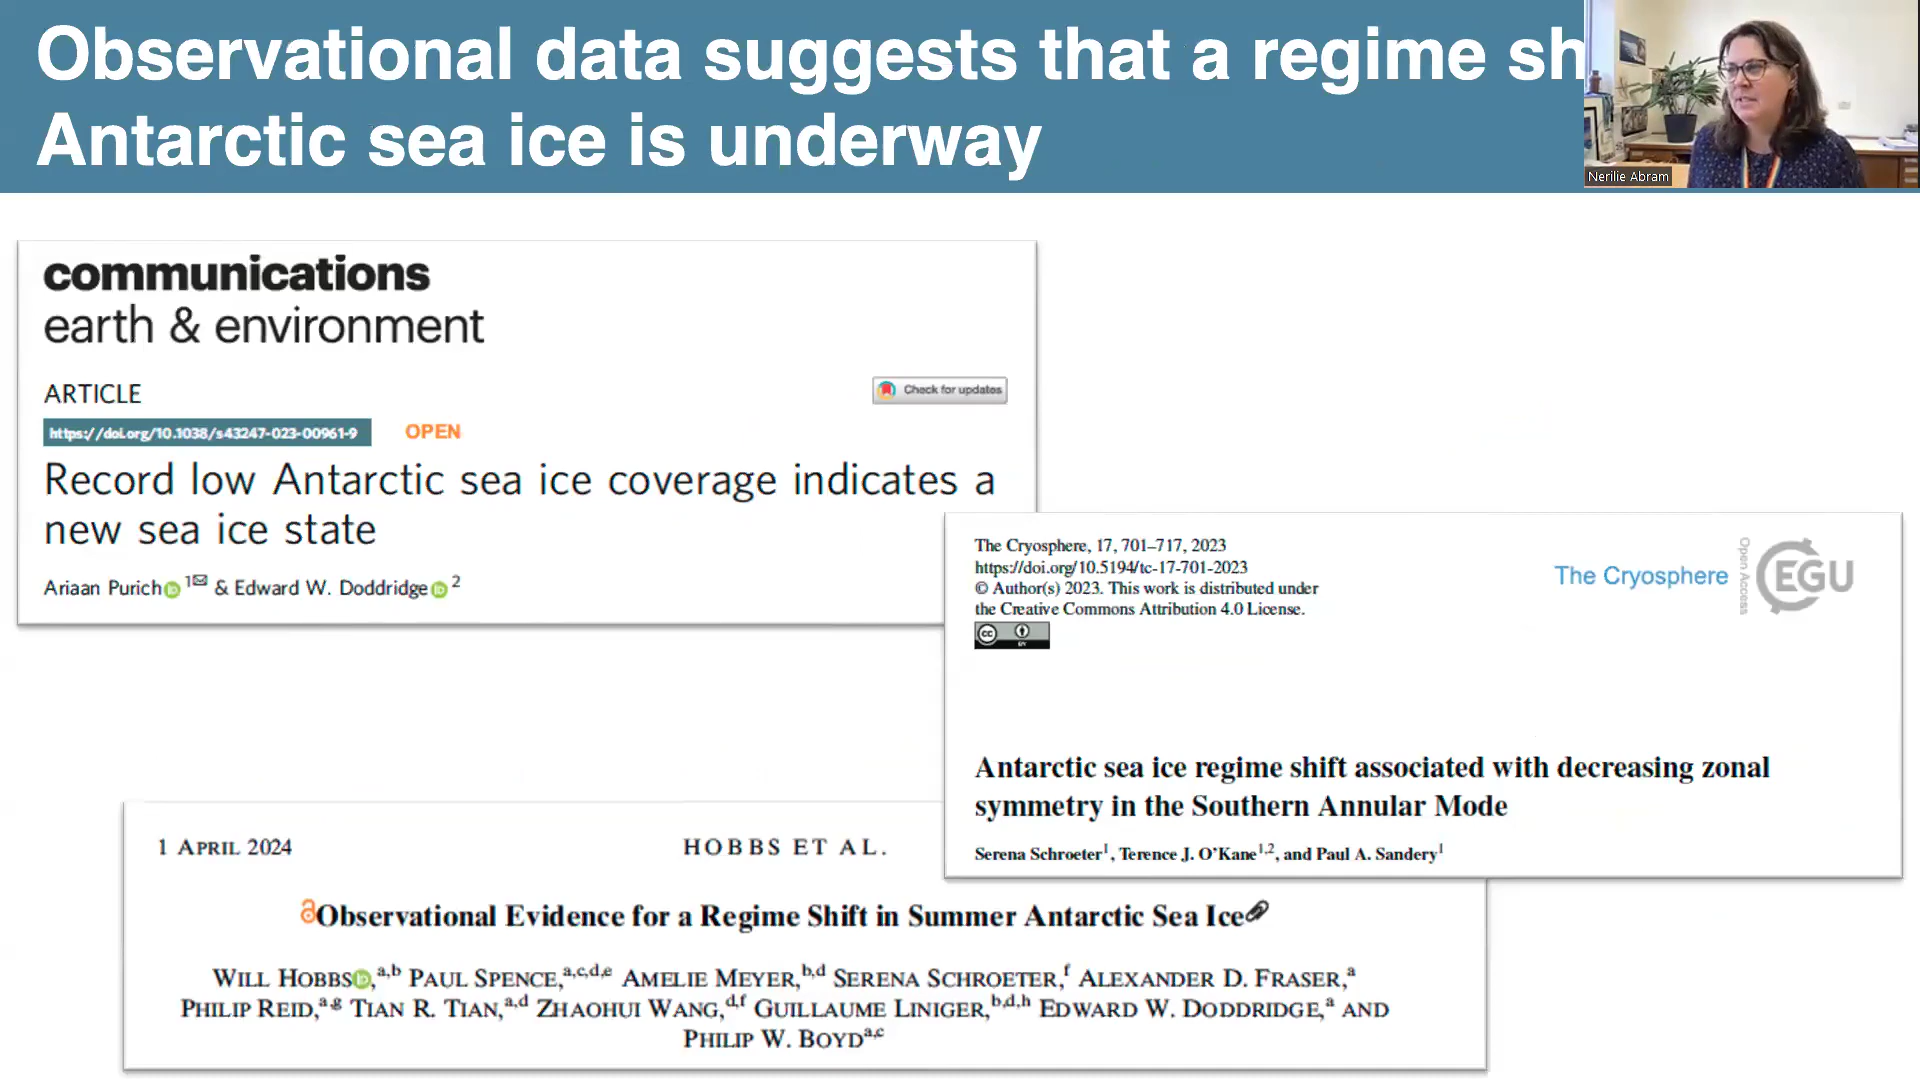 Observational data suggests that a regime sh
Antarctic sea ice is underway
Nerilie Abram
communications
earth & environment
ARTICLE
Check for updates
https://doi.org/10.1038/s43247-023-00961-9 OPEN
Record low Antarctic sea ice coverage indicates a
new sea ice state
Ariaan Purich 1✉ & Edward W. Doddridge 2
The Cryosphere, 17, 701–717, 2023
https://doi.org/10.5194/tc-17-701-2023
© Author(s) 2023. This work is distributed under
the Creative Commons Attribution 4.0 License.
cc BY
The Cryosphere
Open Access
EGU
Antarctic sea ice regime shift associated with decreasing zonal
symmetry in the Southern Annular Mode
Serena Schroeter1, Terence J. O'Kane1,2, and Paul A. Sandery1
1 APRIL 2024 HOBBS ET AL.
Observational Evidence for a Regime Shift in Summer Antarctic Sea Ice
WILL HOBBS iD,a,b PAUL SPENCE,a,c,d,e AMELIE MEYER,b,d SERENA SCHROETER,f ALEXANDER D. FRASER,a
PHILIP REID,a,g TIAN R. TIAN,a,d ZHAOHUI WANG,d,f GUILLAUME LINIGER,b,d,h EDWARD W. DODDRIDGE,a AND
PHILIP W. BOYDa,c